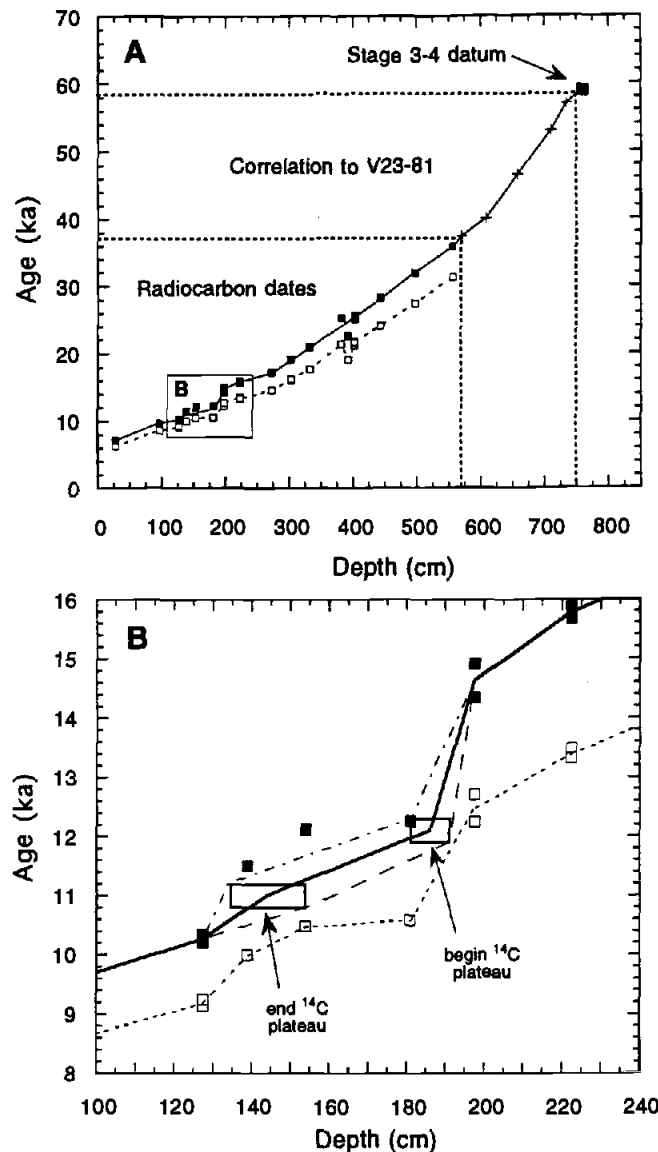 A
70
60
50
40
30
20
10
0
Age (ka)
Stage 3-4 datum
Correlation to V23-81
Radiocarbon dates
B
0 100 200 300 400 500 600 700 800
Depth (cm)
B
16
15
14
13
12
11
10
9
8
Age (ka)
begin ¹⁴C
plateau
end ¹⁴C
plateau
100 120 140 160 180 200 220 240
Depth (cm)